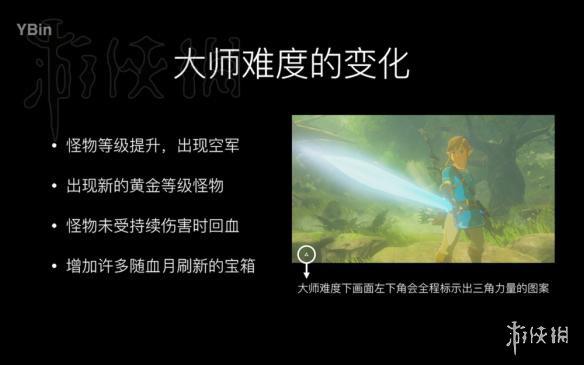 YBin
大师难度的变化
• 怪物等级提升，出现空军
• 出现新的黄金等级怪物
• 怪物未受持续伤害时回血
• 增加许多随血月刷新的宝箱
大师难度下画面左下角会全程标示出三角力量的图案
游侠网